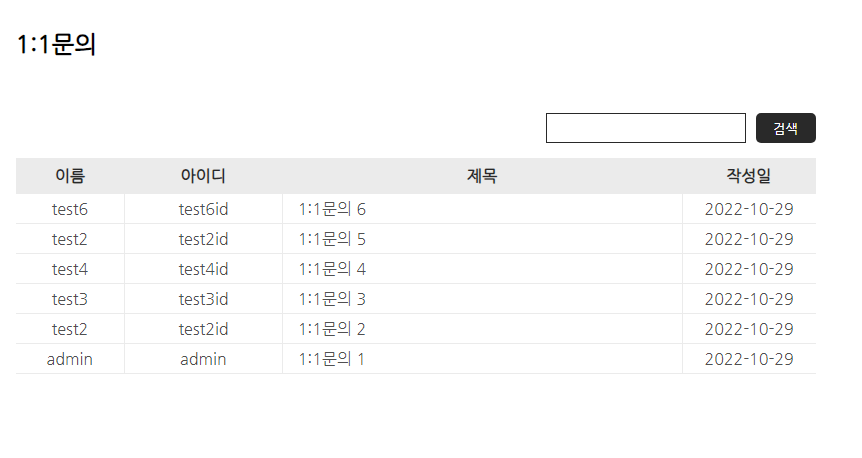 1:1문의
검색
이름 아이디 제목 작성일
test6 test6id 1:1문의 6 2022-10-29
test2 test2id 1:1문의 5 2022-10-29
test4 test4id 1:1문의 4 2022-10-29
test3 test3id 1:1문의 3 2022-10-29
test2 test2id 1:1문의 2 2022-10-29
admin admin 1:1문의 1 2022-10-29